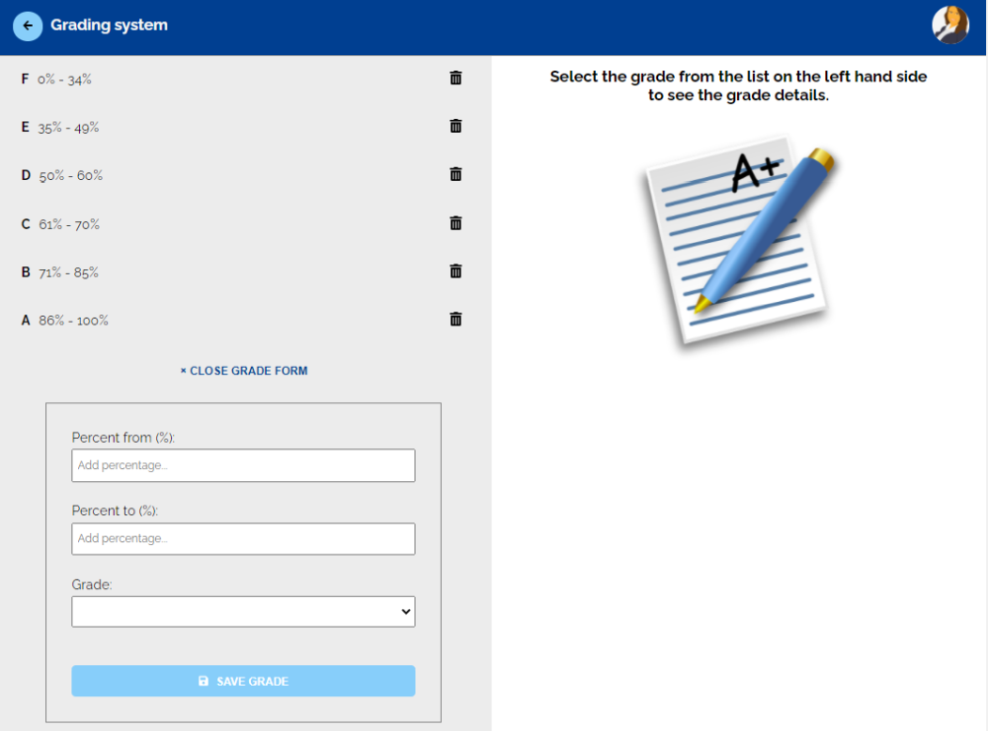 Grading system
F 0% - 34%
E 35% - 49%
D 50% - 60%
C 61% - 70%
B 71% - 85%
A 86% - 100%
× CLOSE GRADE FORM
Percent from (%):
Add percentage...
Percent to (%):
Add percentage...
Grade:
SAVE GRADE
Select the grade from the list on the left hand side
to see the grade details.
A+